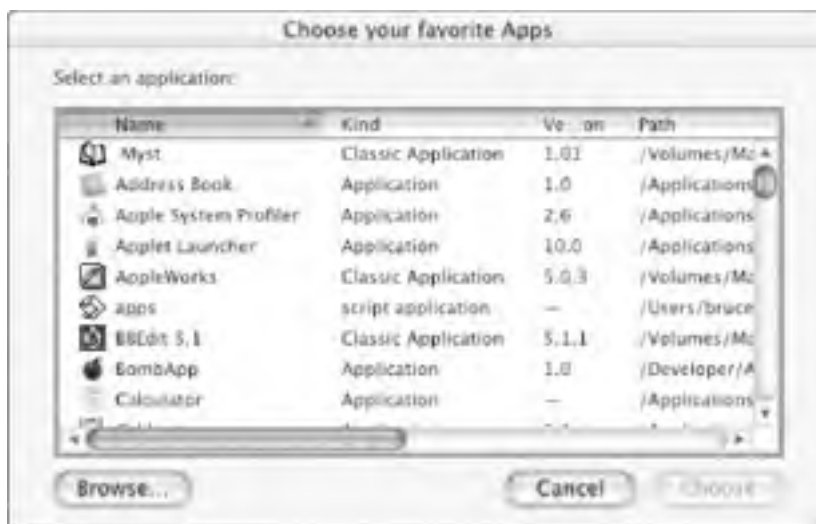 Choose your favorite Apps
Select an application:
Name Kind Ve...on Path
Myst Classic Application 1.01 /Volumes/Ma
Address Book Application 1.0 /Applications
Apple System Profiler Application 2.6 /Applications
Applet Launcher Application 10.0 /Applications
AppleWorks Classic Application 5.0.3 /Volumes/Ma
apps script application — /Users/bruce
BBEdit 5.1 Classic Application 5.1.1 /Volumes/Ma
BombApp Application 1.0 /Developer/A
Calculator Application — /Applications
Browse... Cancel Choose